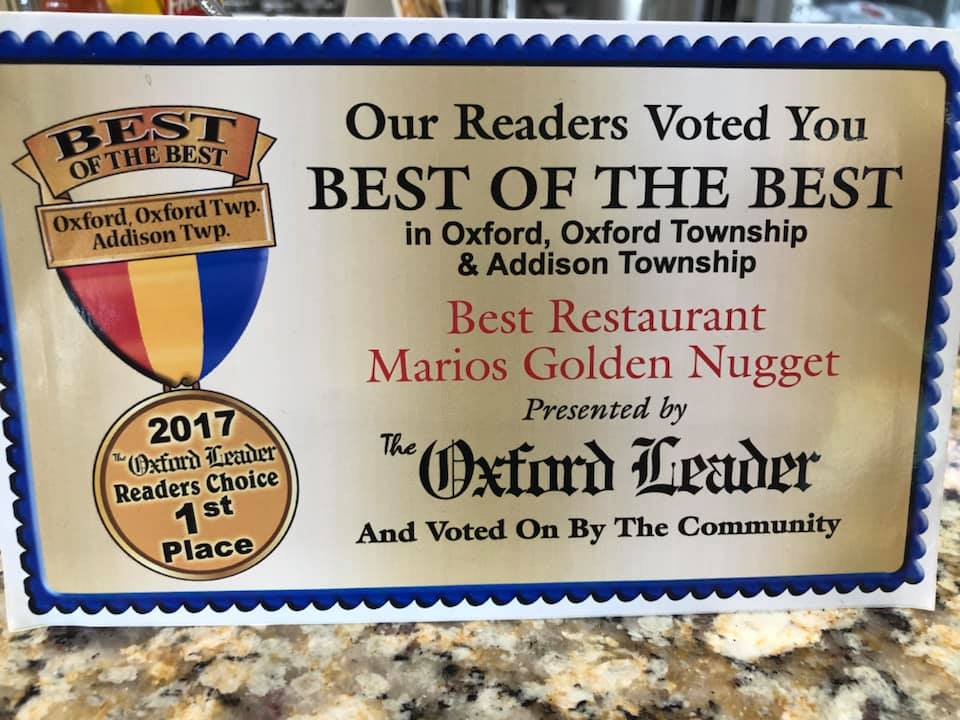 BEST
OF THE BEST
Oxford, Oxford Twp.
Addison Twp.
2017
The Oxford Leader
Readers Choice
1st
Place
Our Readers Voted You
BEST OF THE BEST
in Oxford, Oxford Township
& Addison Township
Best Restaurant
Marios Golden Nugget
Presented by
The Oxford Leader
And Voted On By The Community